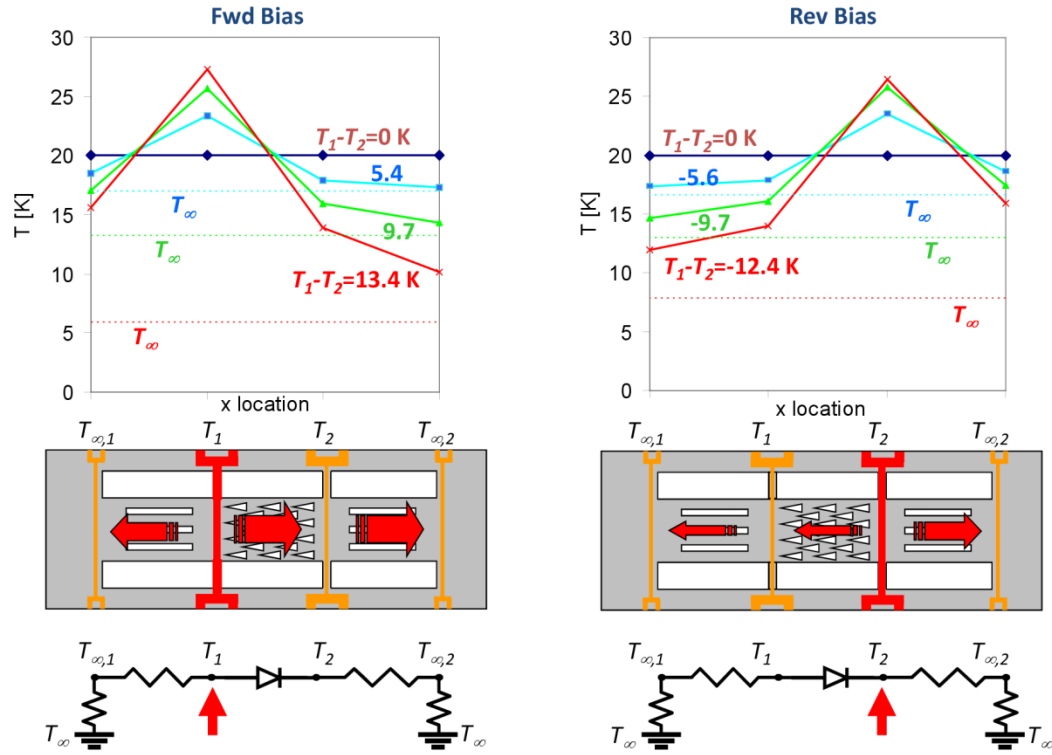 Fwd Bias
30
25
20
15
10
5
0
T [K]
T₁-T₂=0 K
5.4
T∞
9.7
T∞
T₁-T₂=13.4 K
T∞
x location
T∞,1 T₁ T₂ T∞,2
T∞,1 T₁ T₂ T∞,2
T∞ T∞
Rev Bias
30
25
20
15
10
5
0
T [K]
T₁-T₂=0 K
-5.6
T∞
-9.7
T∞
T₁-T₂=-12.4 K
T∞
x location
T∞,1 T₁ T₂ T∞,2
T∞,1 T₁ T₂ T∞,2
T∞ T∞